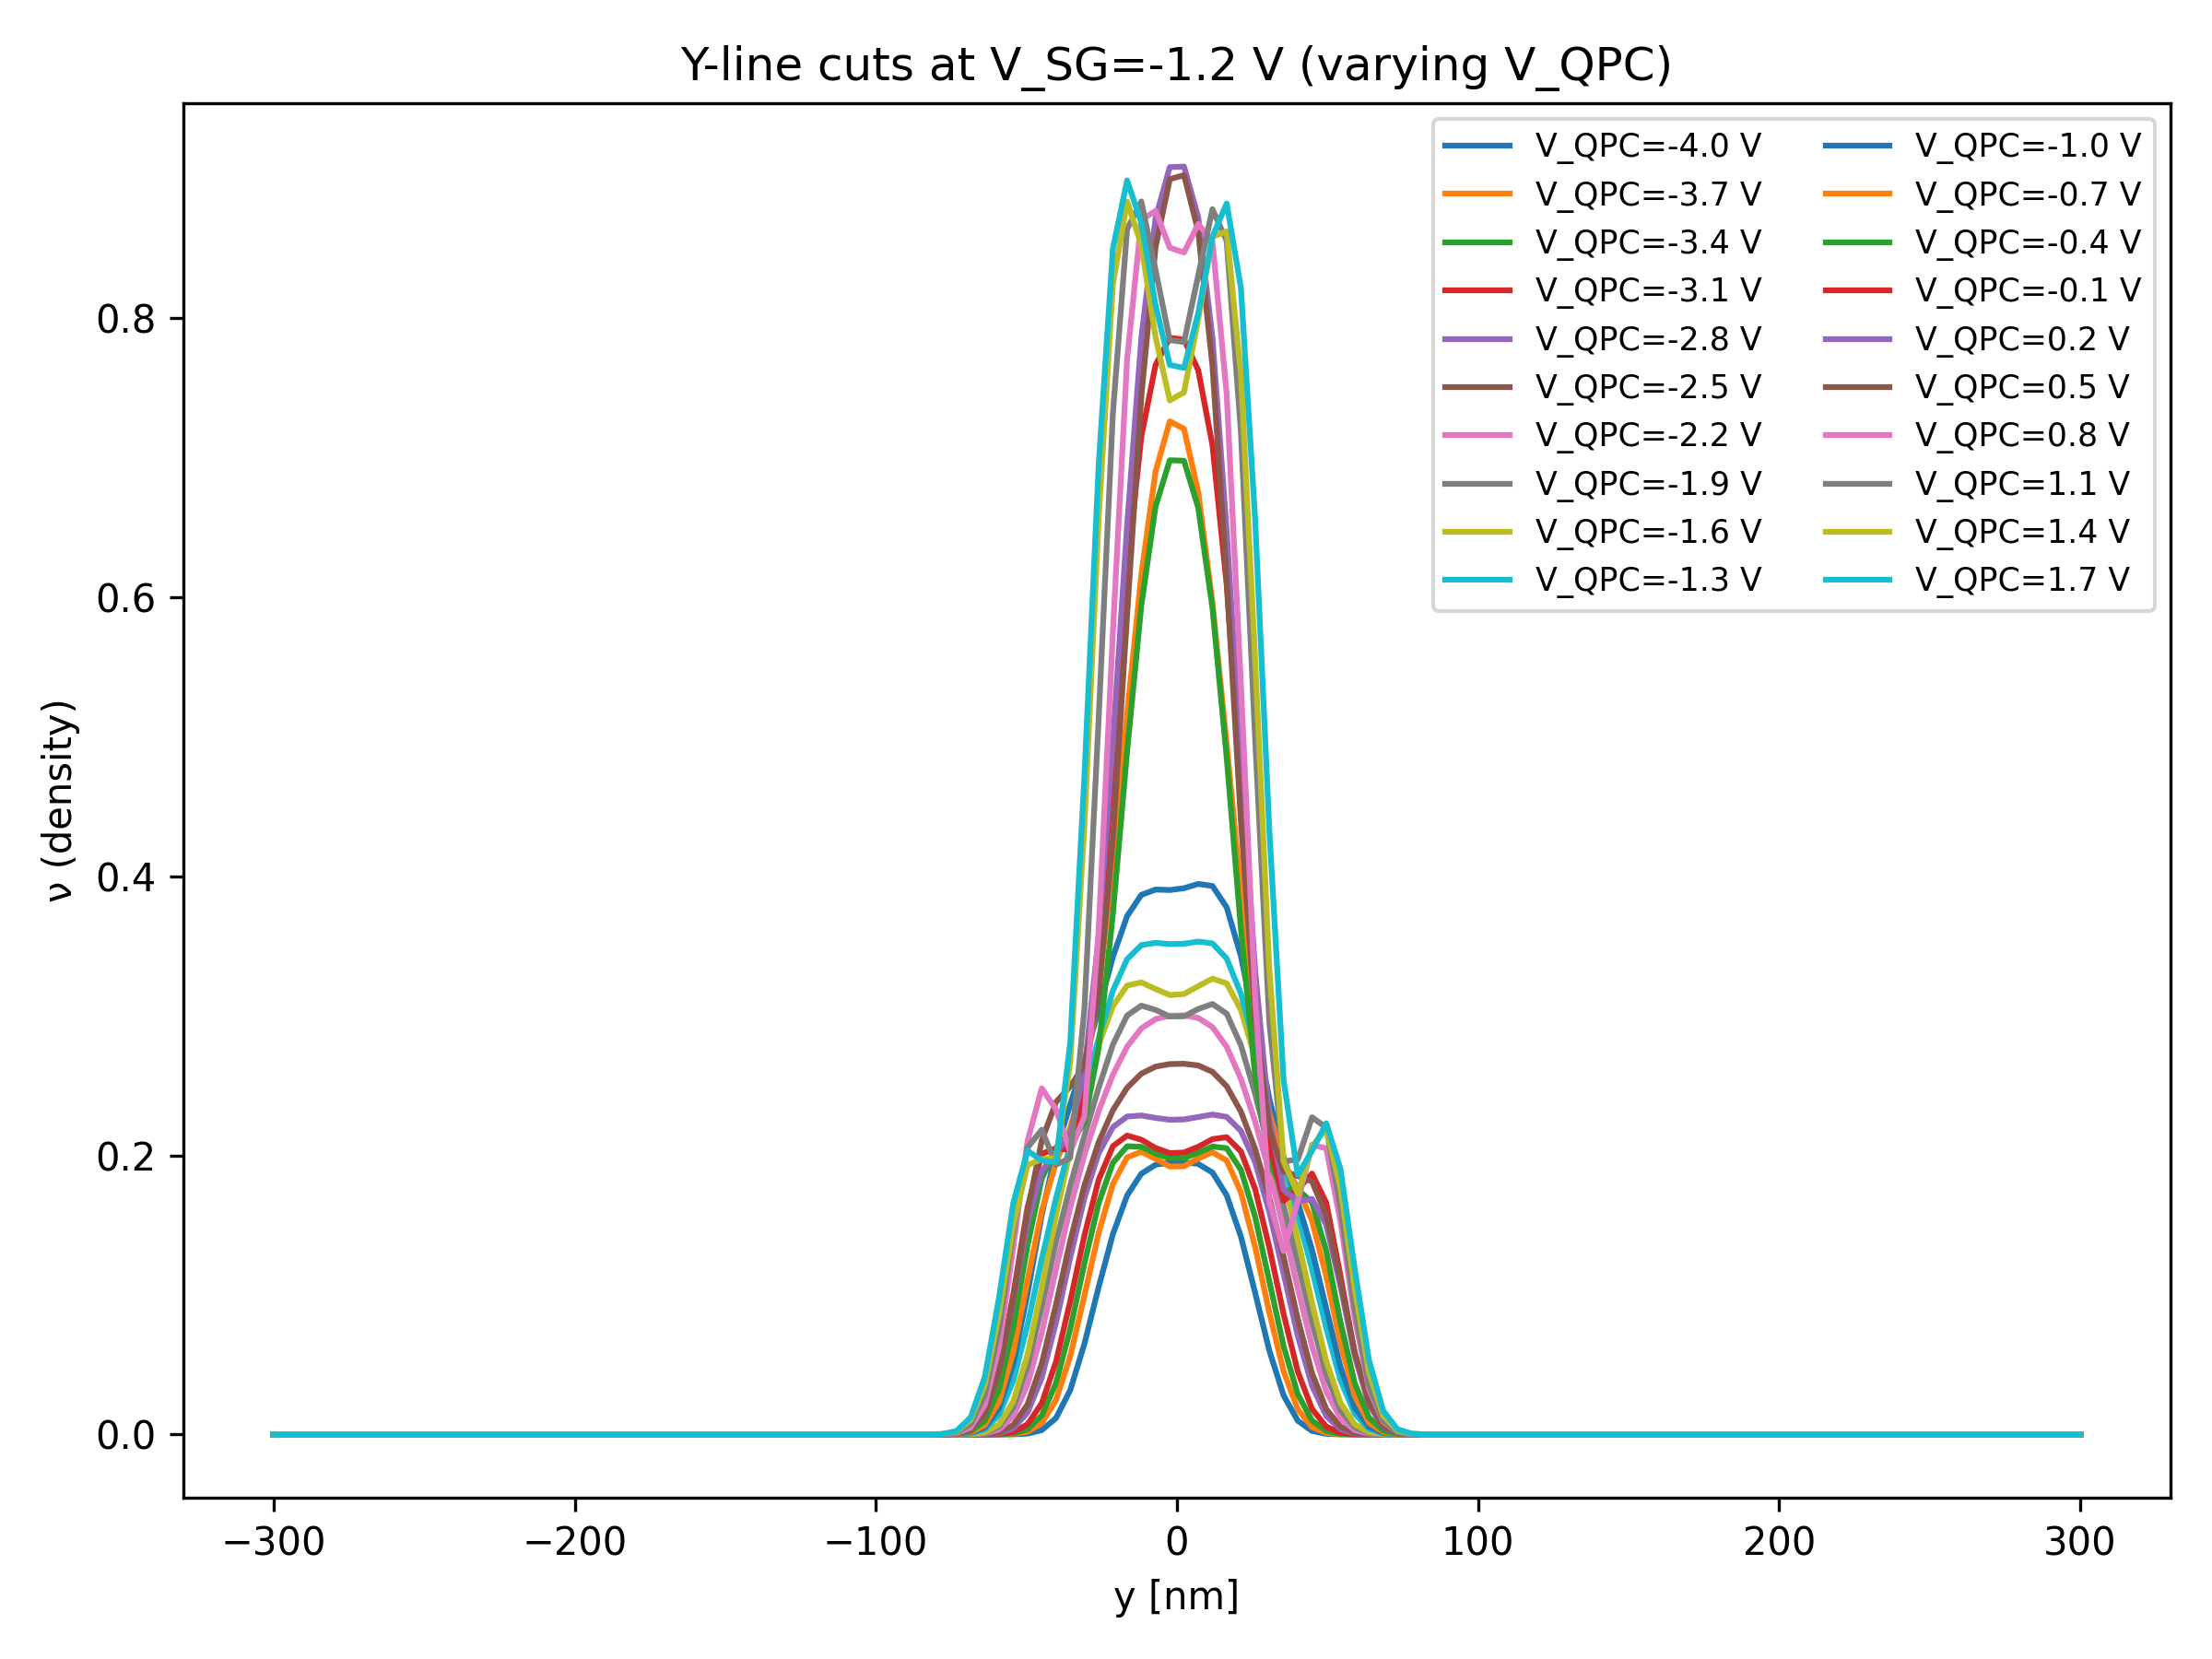 Y-line cuts at V_SG=-1.2 V (varying V_QPC)
V_QPC=-4.0 V
V_QPC=-3.7 V
V_QPC=-3.4 V
V_QPC=-3.1 V
V_QPC=-2.8 V
V_QPC=-2.5 V
V_QPC=-2.2 V
V_QPC=-1.9 V
V_QPC=-1.6 V
V_QPC=-1.3 V
V_QPC=-1.0 V
V_QPC=-0.7 V
V_QPC=-0.4 V
V_QPC=-0.1 V
V_QPC=0.2 V
V_QPC=0.5 V
V_QPC=0.8 V
V_QPC=1.1 V
V_QPC=1.4 V
V_QPC=1.7 V
ν (density)
0.8
0.6
0.4
0.2
0.0
−300
−200
−100
0
100
200
300
y [nm]